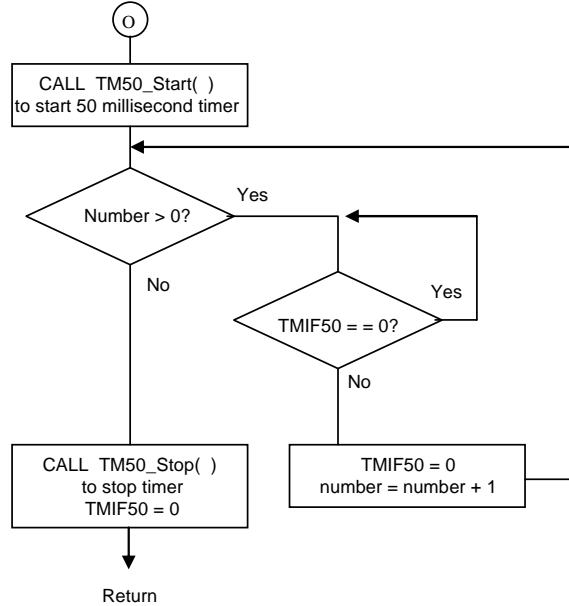 O
CALL TM50_Start( )
to start 50 millisecond timer
Number > 0?
Yes
No
TMIF50 = = 0?
Yes
No
CALL TM50_Stop( )
to stop timer
TMIF50 = 0
TMIF50 = 0
number = number + 1
Return